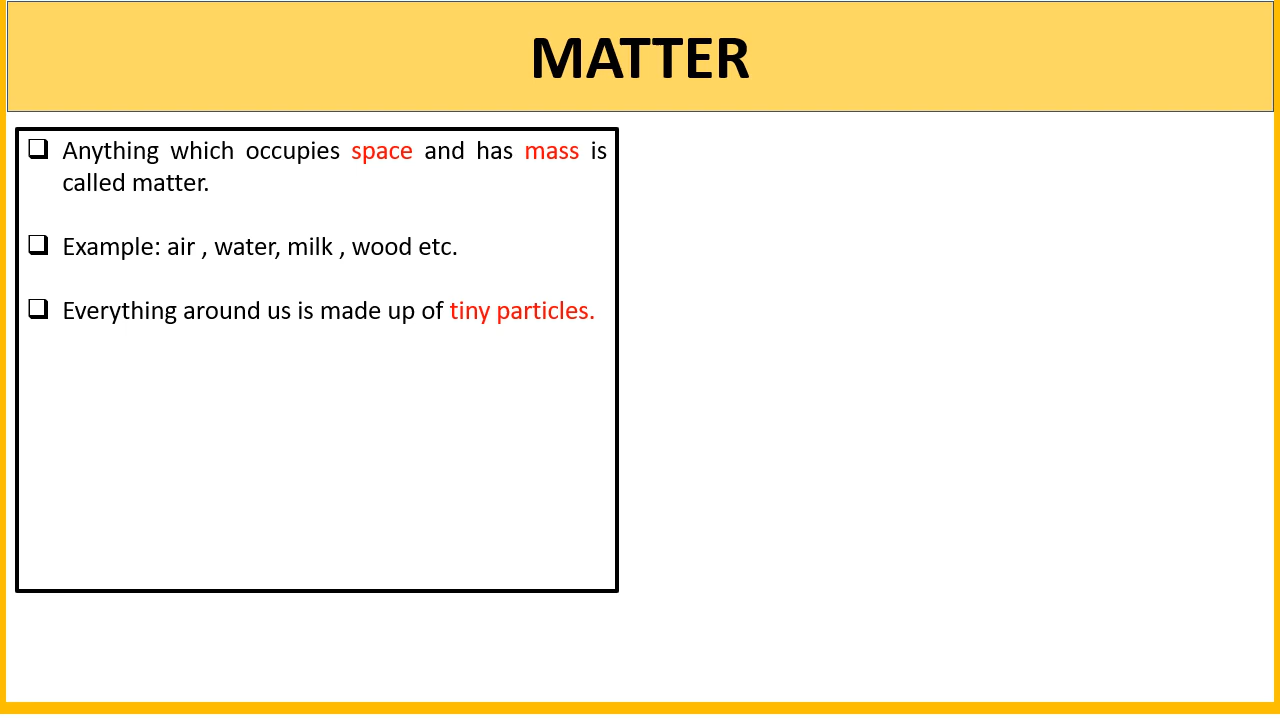 MATTER
❑ Anything which occupies space and has mass is
called matter.
❑ Example: air , water, milk , wood etc.
❑ Everything around us is made up of tiny particles.